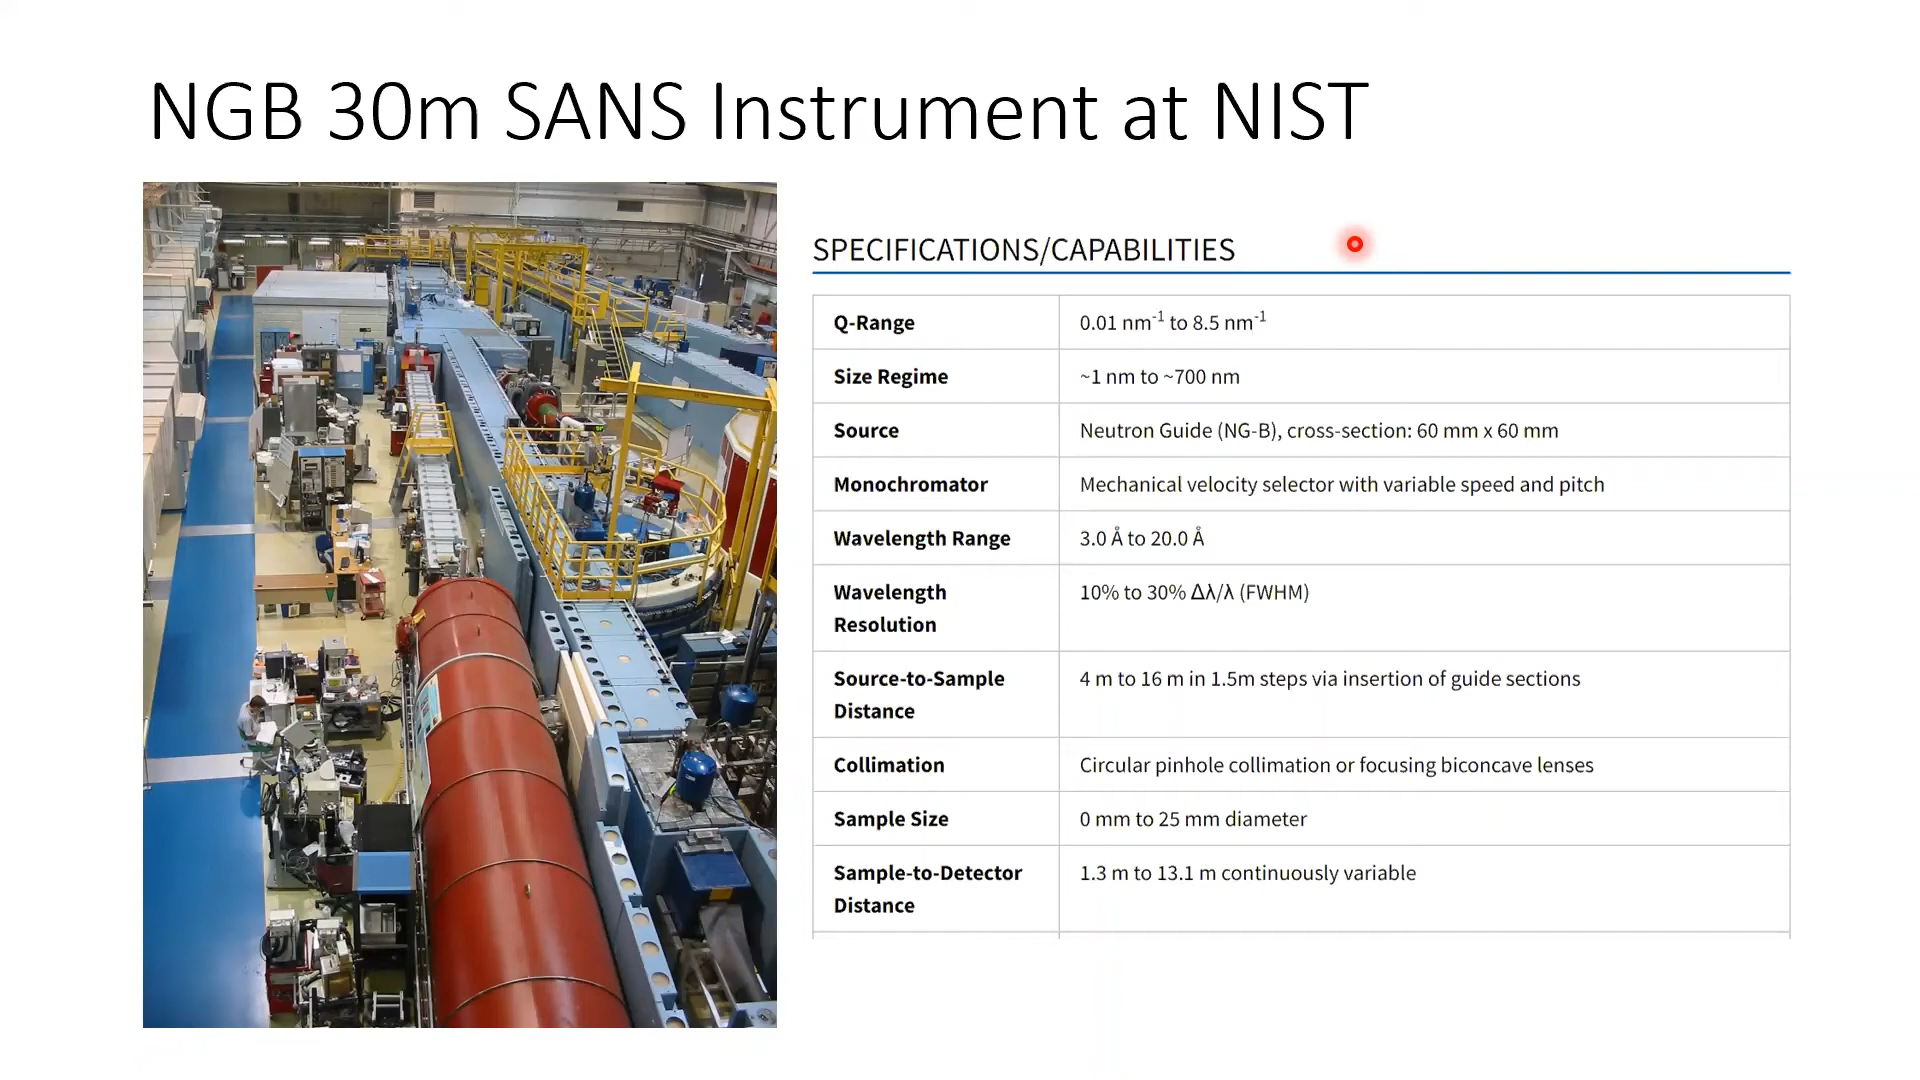 NGB 30m SANS Instrument at NIST
SPECIFICATIONS/CAPABILITIES
Q-Range 0.01 nm⁻¹ to 8.5 nm⁻¹
Size Regime ~1 nm to ~700 nm
Source Neutron Guide (NG-B), cross-section: 60 mm x 60 mm
Monochromator Mechanical velocity selector with variable speed and pitch
Wavelength Range 3.0 Å to 20.0 Å
Wavelength 10% to 30% Δλ/λ (FWHM)
Resolution
Source-to-Sample 4 m to 16 m in 1.5m steps via insertion of guide sections
Distance
Collimation Circular pinhole collimation or focusing biconcave lenses
Sample Size 0 mm to 25 mm diameter
Sample-to-Detector 1.3 m to 13.1 m continuously variable
Distance